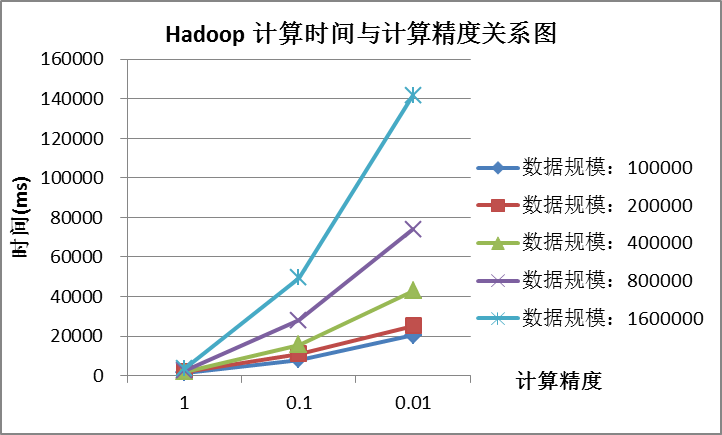 Hadoop 计算时间与计算精度关系图
160000
140000
120000
100000
80000
60000
40000
20000
0
时间(ms)
1
0.1
0.01
计算精度
数据规模：100000
数据规模：200000
数据规模：400000
数据规模：800000
数据规模：1600000